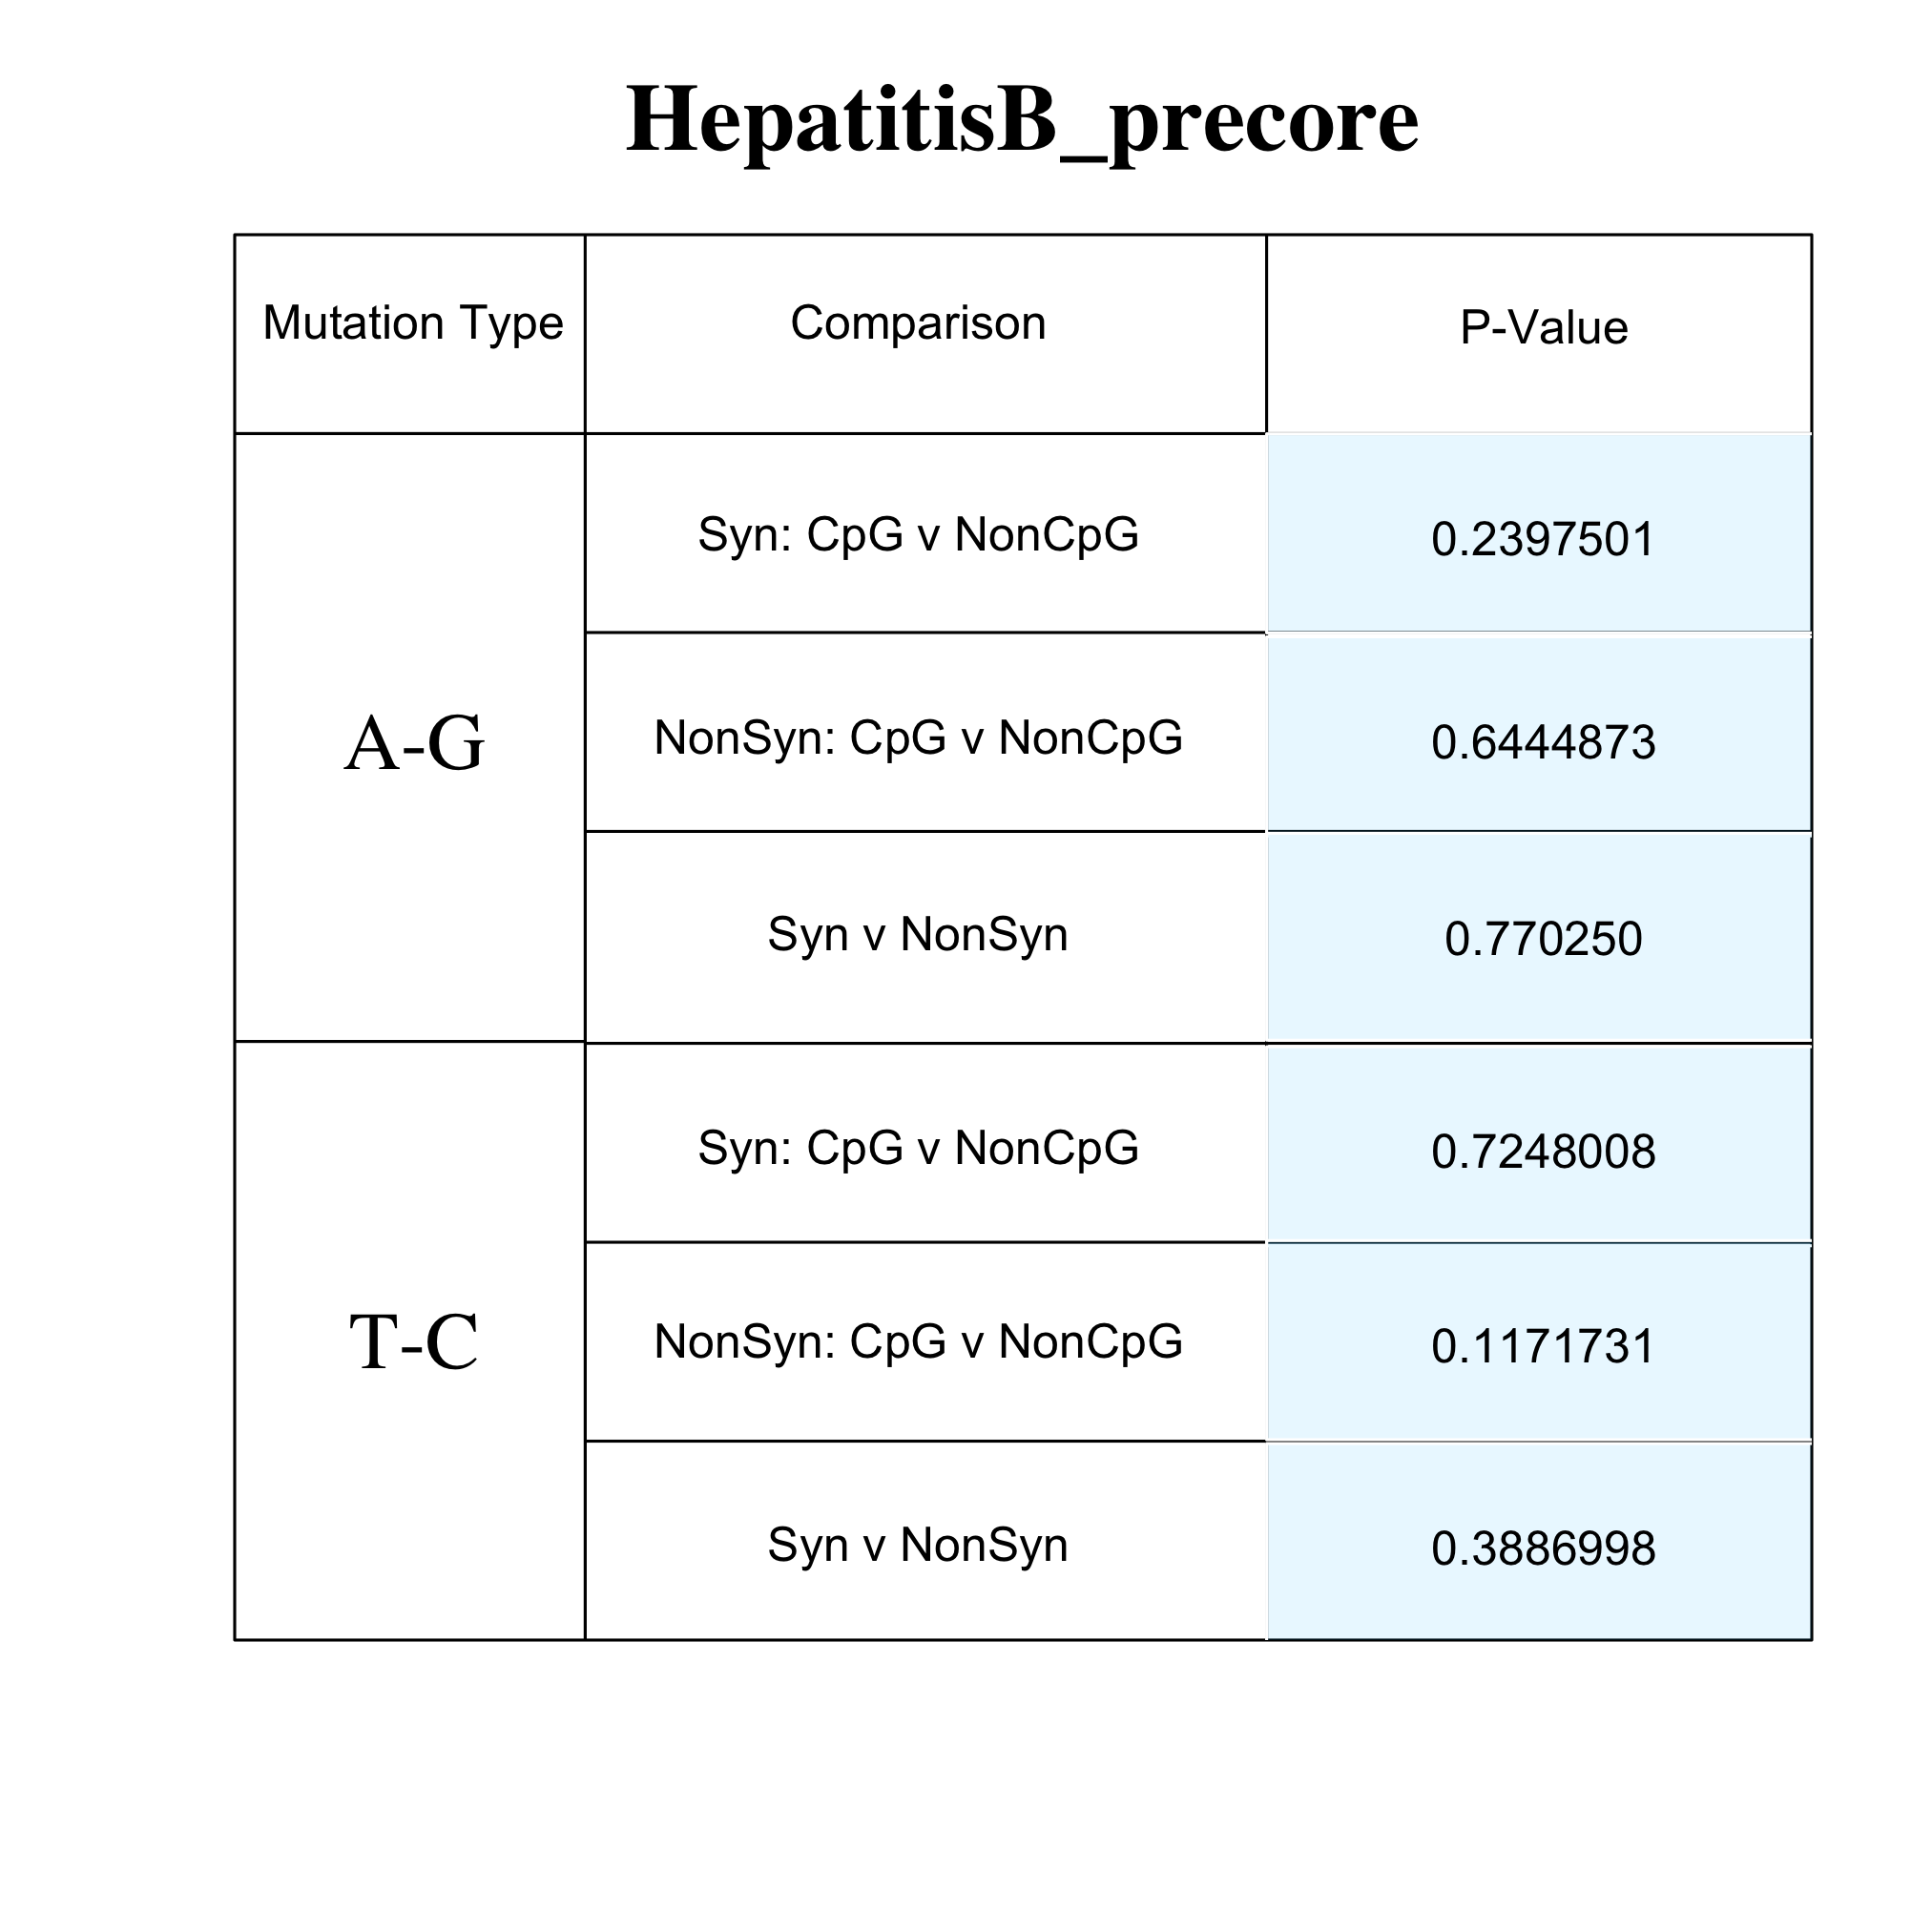 HepatitisB_precore
Mutation Type
Comparison
P-Value
A-G
Syn: CpG v NonCpG
0.2397501
NonSyn: CpG v NonCpG
0.6444873
Syn v NonSyn
0.770250
T-C
Syn: CpG v NonCpG
0.7248008
NonSyn: CpG v NonCpG
0.1171731
Syn v NonSyn
0.3886998